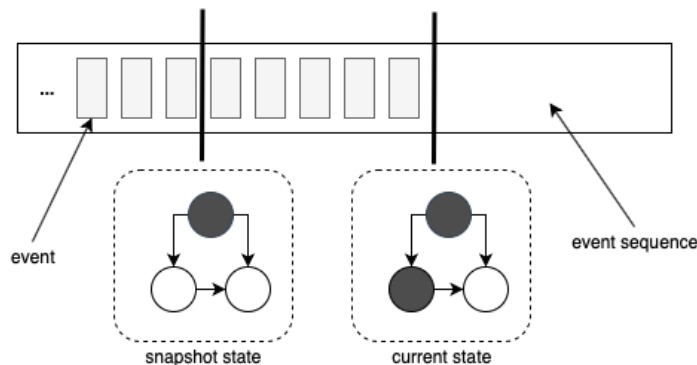 ...
event
event sequence
snapshot state
current state